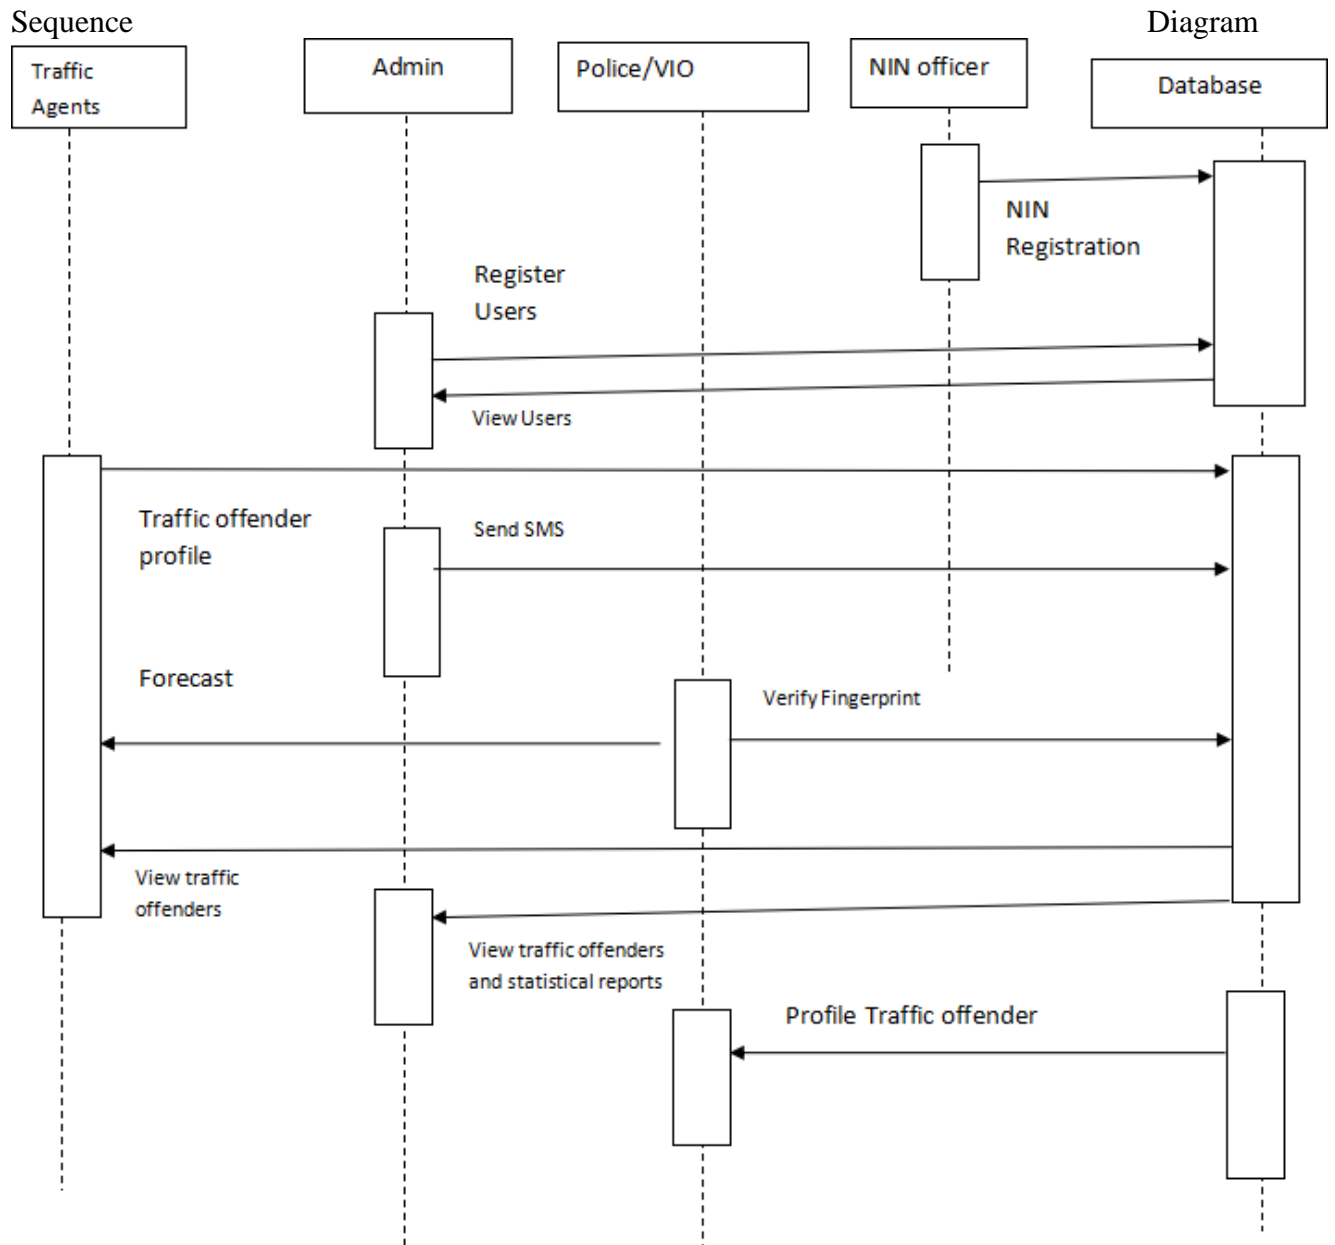 Sequence Diagram
Traffic
Agents
Admin
Police/VIO
NIN officer
Database
NIN
Registration
Register
Users
View Users
Traffic offender
profile
Send SMS
Forecast
Verify Fingerprint
View traffic
offenders
View traffic offenders
and statistical reports
Profile Traffic offender